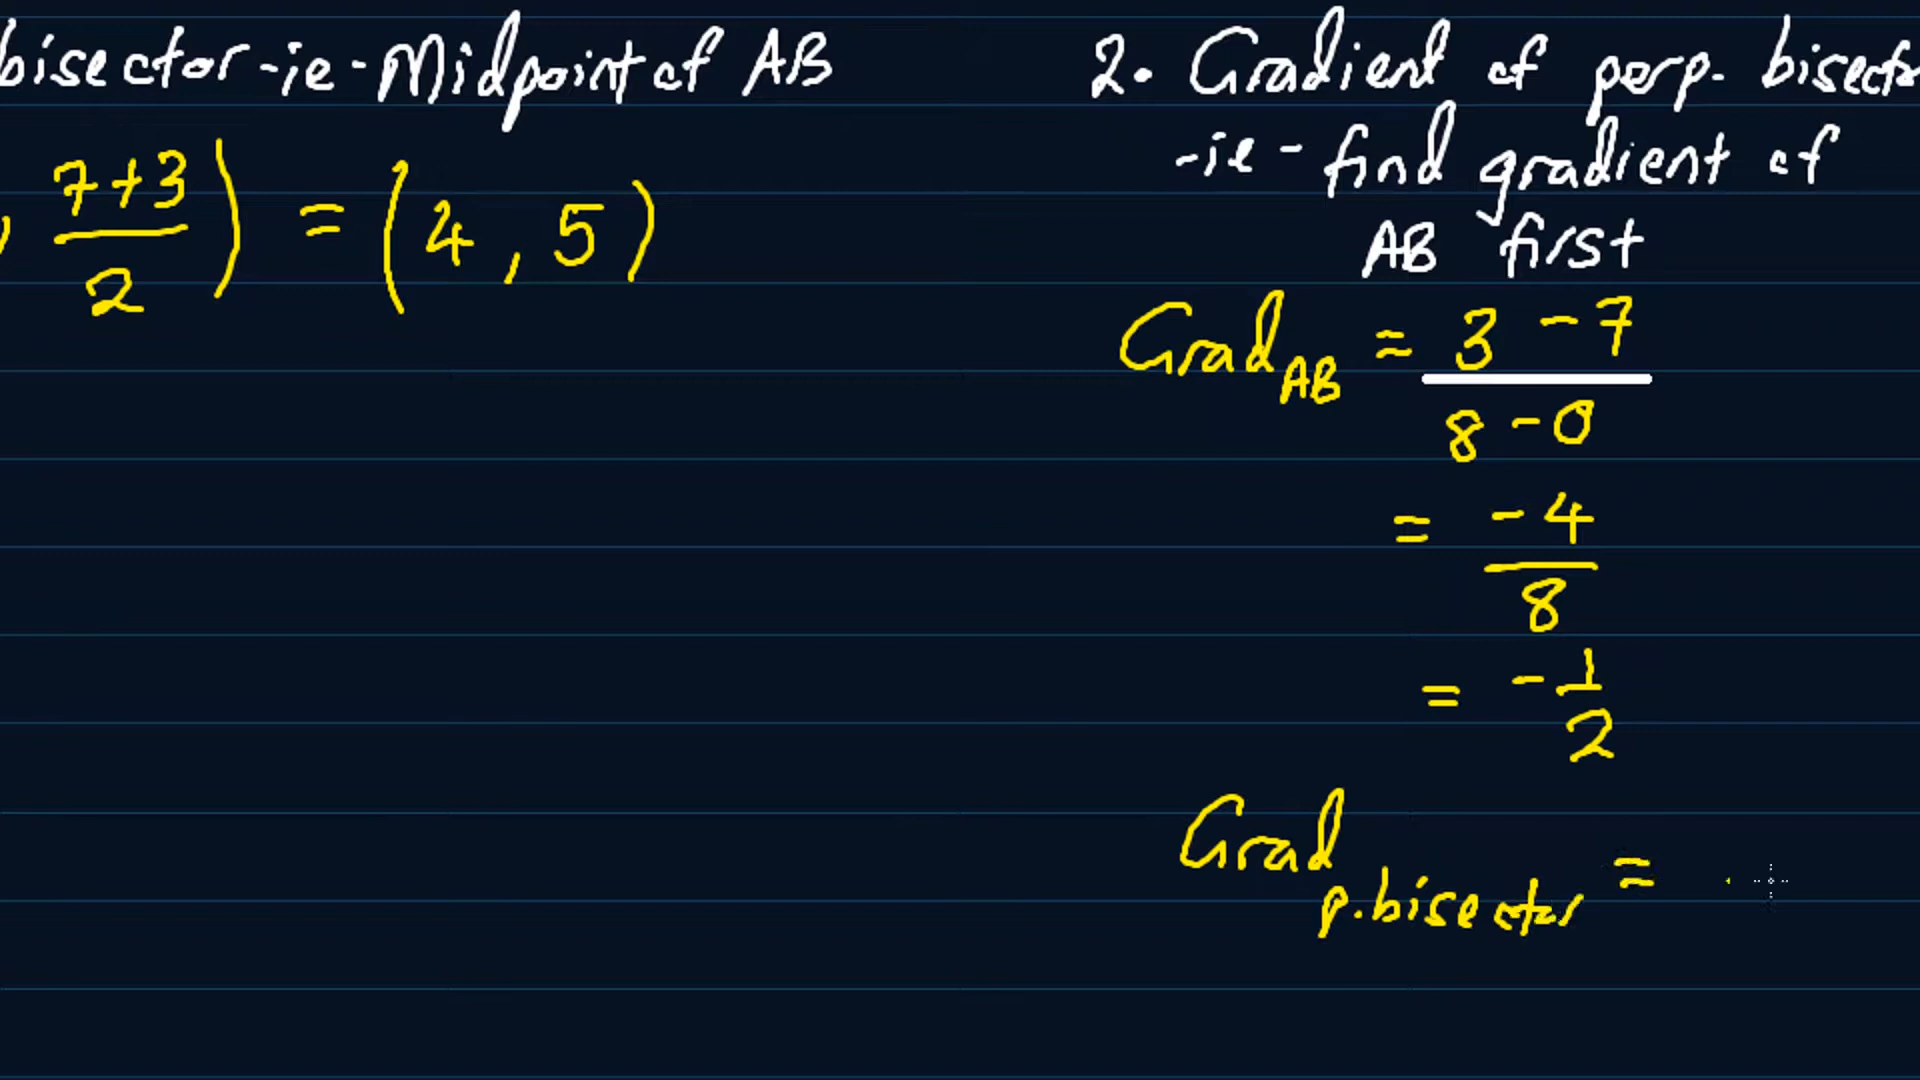 bisector -ie- Midpoint of AB
, 7+3/2) = (4, 5)
2. Gradient of perp. bisector
-ie- find gradient of
AB first
Grad AB = 3 - 7 / 8 - 0
= -4/8
= -1/2
Grad p.bisector =